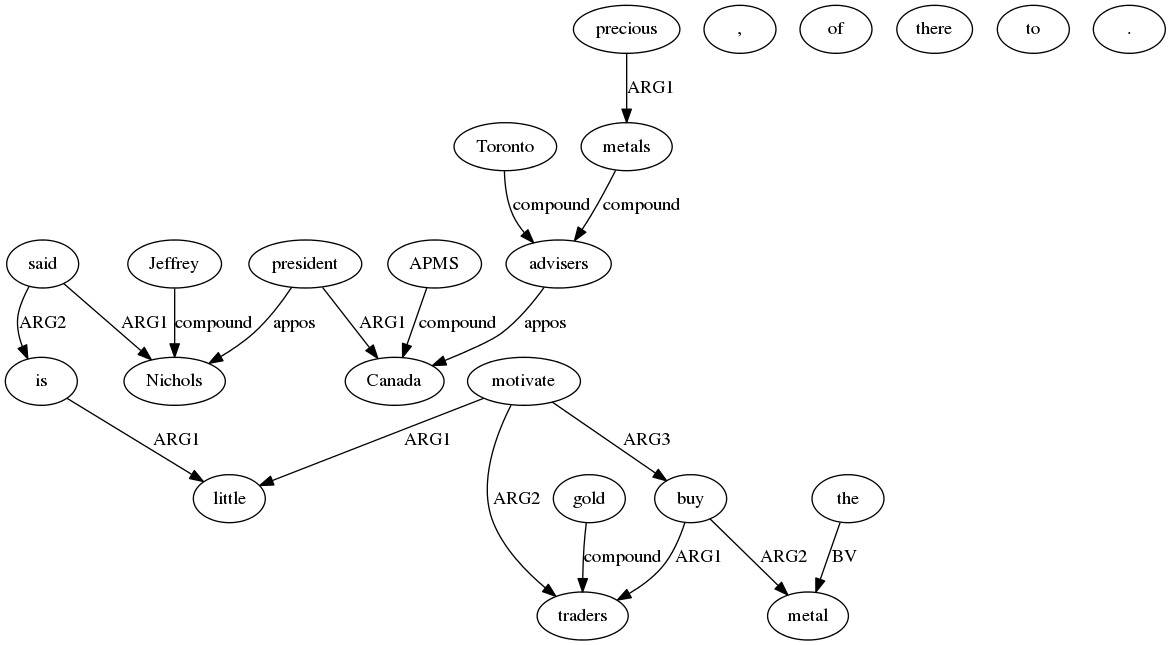 precious , of there to .
ARG1
Toronto metals
compound compound
said Jeffrey president APMS advisers
ARG2 ARG1 compound appos ARG1 compound appos
is Nichols Canada motivate
ARG1 ARG1 ARG3
little gold buy the
ARG2 compound ARG1 ARG2 BV
traders metal